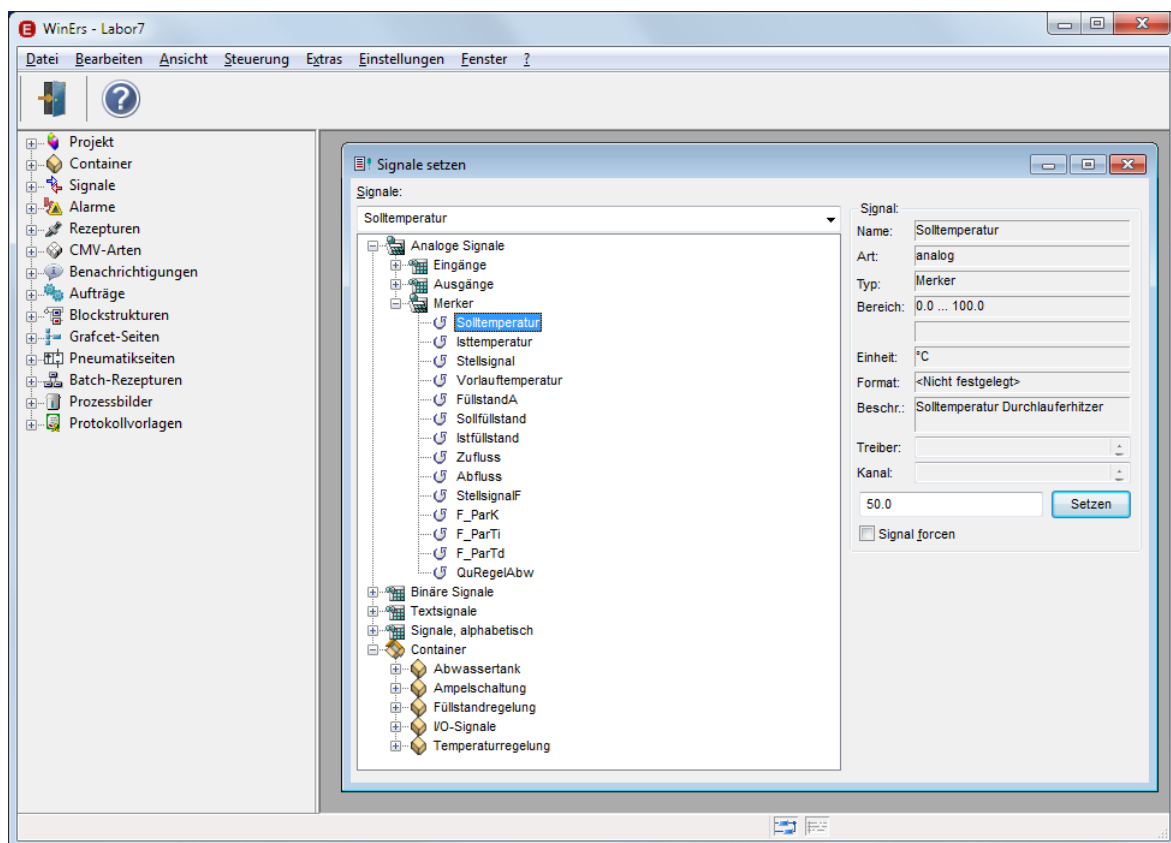 WinErs - Labor7
Datei Bearbeiten Ansicht Steuerung Extras Einstellungen Fenster ?
Projekt
Container
Signale
Alarme
Rezepturen
CMV-Arten
Benachrichtigungen
Aufträge
Blockstrukturen
Grafcet-Seiten
Pneumatikseiten
Batch-Rezepturen
Prozessbilder
Protokollvorlagen
Signale setzen
Signale:
Solltemperatur
Analoge Signale
Eingänge
Ausgänge
Merker
Solltemperatur
Isttemperatur
Stellsignal
Vorlauftemperatur
FüllstandA
Sollfüllstand
Istfüllstand
Zufluss
Abfluss
StellsignalF
F_ParK
F_ParTi
F_ParTd
QuRegelAbw
Binäre Signale
Textsignale
Signale, alphabetisch
Container
Abwassertank
Ampelschaltung
Füllstandregelung
I/O-Signale
Temperaturregelung
Signal:
Name: Solltemperatur
Art: analog
Typ: Merker
Bereich: 0.0 ... 100.0
Einheit: °C
Format: <Nicht festgelegt>
Beschr.: Solltemperatur Durchlauferhitzer
Treiber:
Kanal:
50.0 Setzen
Signal forcen